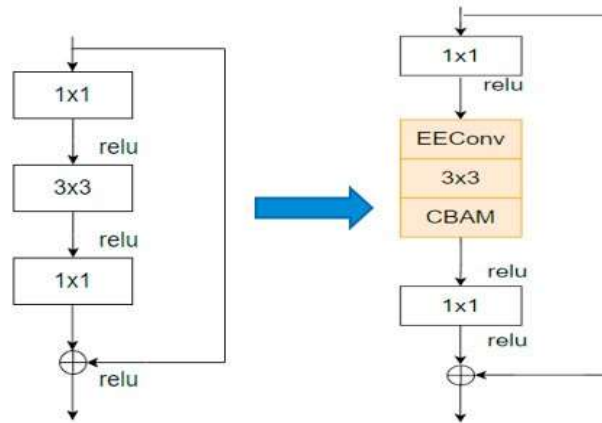 1x1
relu
3x3
relu
1x1
relu
1x1
relu
EEConv
3x3
CBAM
relu
1x1
relu